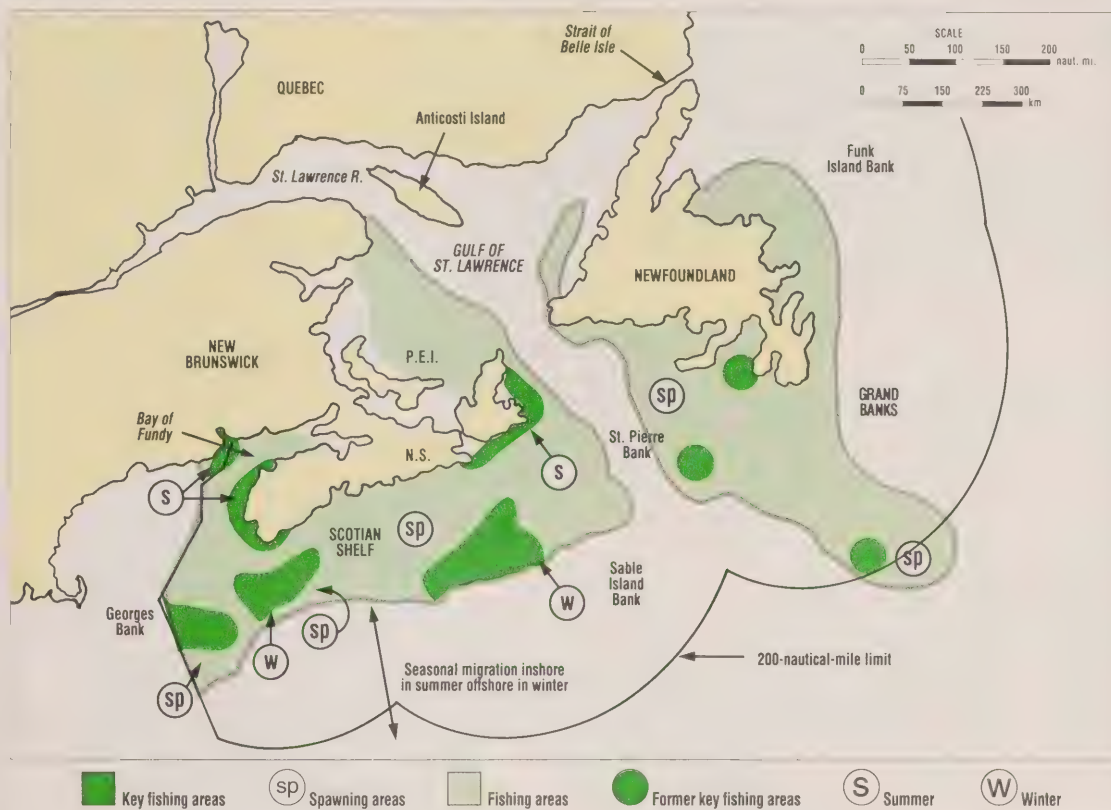 Strait of
Belle Isle
SCALE
0 50 100 150 200
naut. mi.
0 75 150 225 300
km
QUEBEC
Anticosti Island
Funk
Island Bank
St. Lawrence R.
GULF OF
ST. LAWRENCE
NEWFOUNDLAND
NEW
BRUNSWICK
P.E.I.
sp
GRAND
BANKS
Bay of
Fundy
St. Pierre
Bank
N.S.
S
S
sp
SCOTIAN
SHELF
sp
Sable
Island
Bank
W
Georges
Bank
sp
W
Seasonal migration inshore
in summer offshore in winter
200-nautical-mile limit
sp
Key fishing areas
sp
Spawning areas
Fishing areas
Former key fishing areas
S
Summer
W
Winter